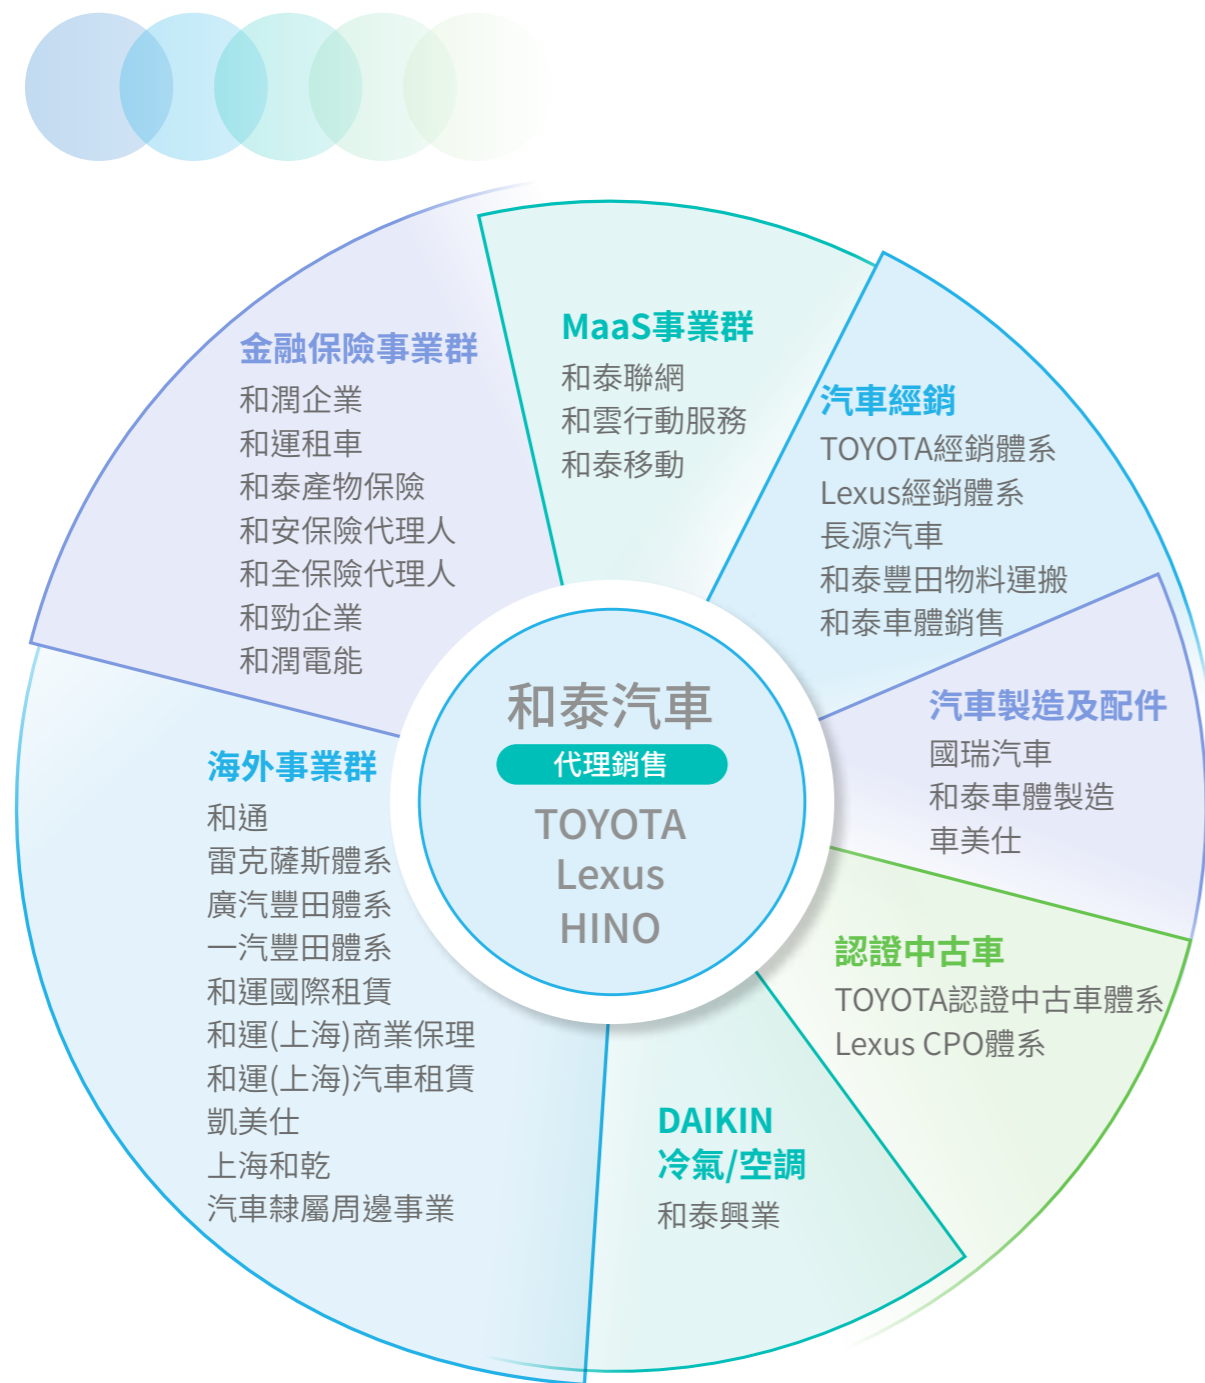 MaaS事業群
和泰聯網
和雲行動服務
和泰移動
汽車經銷
TOYOTA經銷體系
Lexus經銷體系
長源汽車
和泰豐田物料運搬
和泰車體銷售
汽車製造及配件
國瑞汽車
和泰車體製造
車美仕
認證中古車
TOYOTA認證中古車體系
Lexus CPO體系
DAIKIN
冷氣/空調
和泰興業
海外事業群
和通
雷克薩斯體系
廣汽豐田體系
一汽豐田體系
和運國際租賃
和運(上海)商業保理
和運(上海)汽車租賃
凱美仕
上海和乾
汽車隸屬周邊事業
金融保險事業群
和潤企業
和運租車
和泰產物保險
和安保險代理人
和全保險代理人
和勁企業
和潤電能
和泰汽車
代理銷售
TOYOTA
Lexus
HINO